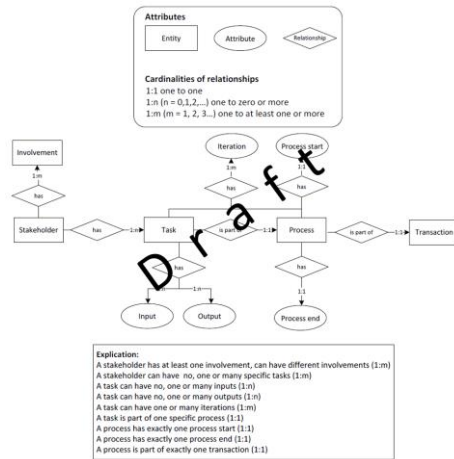 Attributes
Entity
Attribute
Relationship
Cardinalities of relationships
1:1 one to one
1:n (n = 0,1,2,...) one to zero or more
1:m (m = 1, 2, 3...) one to at least one or more
Involvement
Iteration
Process start
1:m
1:m
1:1
has
has
has
Stakeholder
has
1:n
Task
is part of
1:1
Process
is part of
1:1
Transaction
has
has
1:n
1:1
Input
Output
Process end
Draft
Explication:
A stakeholder has at least one involvement, can have different involvements (1:m)
A stakeholder can have no, one or many specific tasks (1:m)
A task can have no, one or many inputs (1:n)
A task can have no, one or many outputs (1:n)
A task can have one or many iterations (1:m)
A task is part of one specific process (1:1)
A process has exactly one process start (1:1)
A process has exactly one process end (1:1)
A process is part of exactly one transaction (1:1)